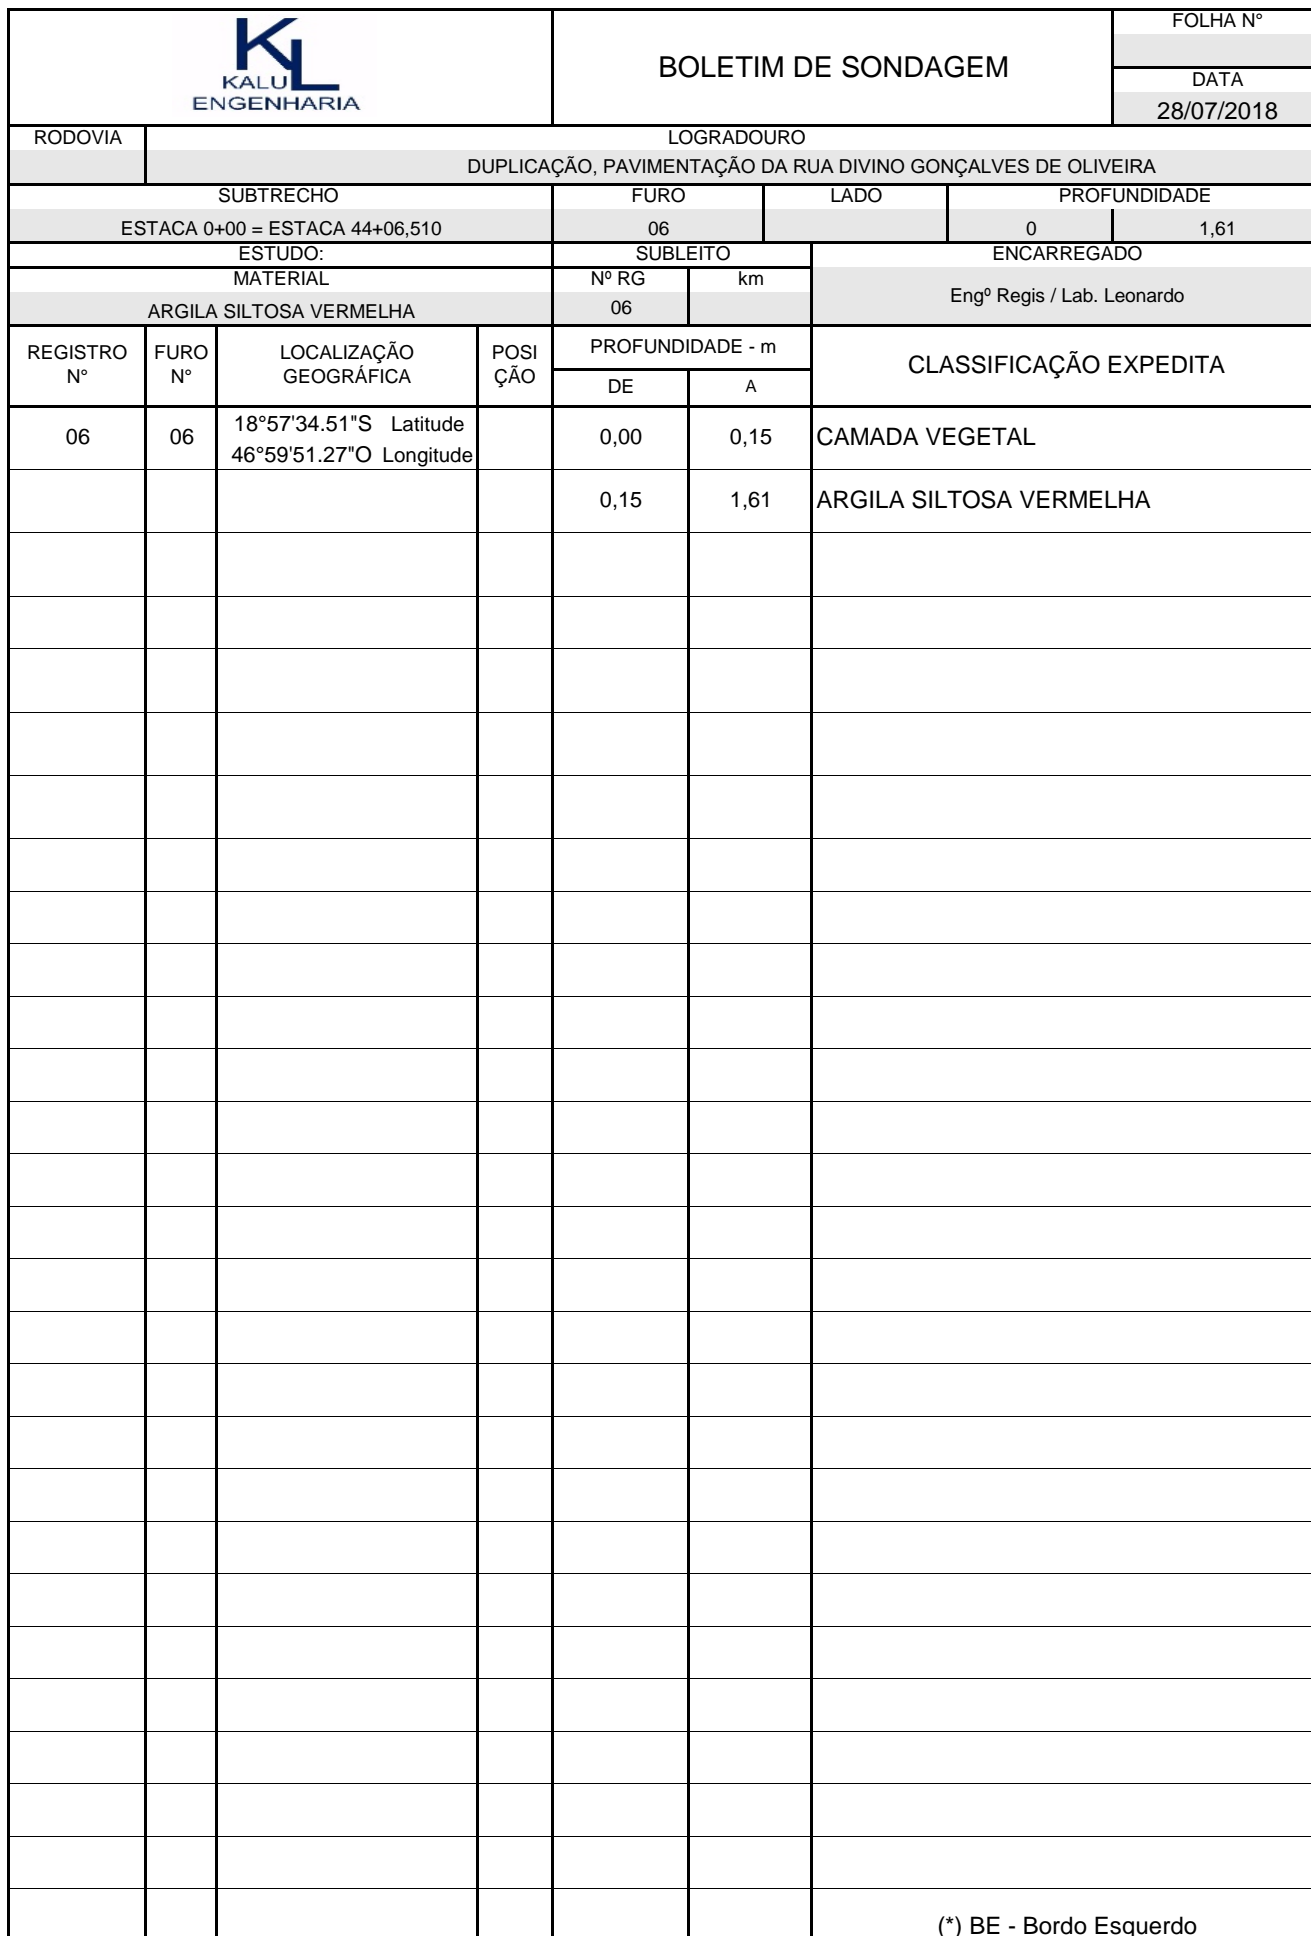 KL
KALU
ENGENHARIA
BOLETIM DE SONDAGEM
FOLHA N°
DATA
28/07/2018
RODOVIA
LOGRADOURO
DUPLICAÇÃO, PAVIMENTAÇÃO DA RUA DIVINO GONÇALVES DE OLIVEIRA
SUBTRECHO
FURO
LADO
PROFUNDIDADE
ESTACA 0+00 = ESTACA 44+06,510
06
0
1,61
ESTUDO:
SUBLEITO
ENCARREGADO
MATERIAL
Nº RG
km
ARGILA SILTOSA VERMELHA
06
Engº Regis / Lab. Leonardo
REGISTRO
N°
FURO
N°
LOCALIZAÇÃO
GEOGRÁFICA
POSI
ÇÃO
PROFUNDIDADE - m
DE
A
CLASSIFICAÇÃO EXPEDITA
06
06
18°57'34.51"S Latitude
46°59'51.27"O Longitude
0,00
0,15
CAMADA VEGETAL
0,15
1,61
ARGILA SILTOSA VERMELHA
(*) BE - Bordo Esquerdo